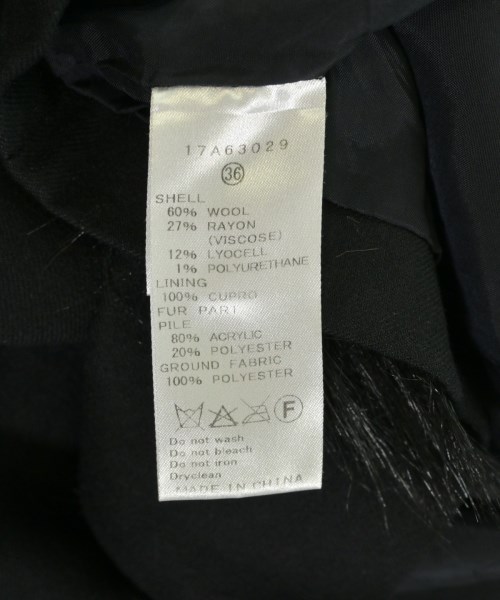 17A63029
36
SHELL
60% WOOL
27% RAYON
(VISCOSE)
12% LYOCELL
1% POLYURETHANE
LINING
100% CUPRO
FUR PART
PILE
80% ACRYLIC
20% POLYESTER
GROUND FABRIC
100% POLYESTER
F
Do not wash
Do not bleach
Do not iron
Dryclean
MADE IN CHINA